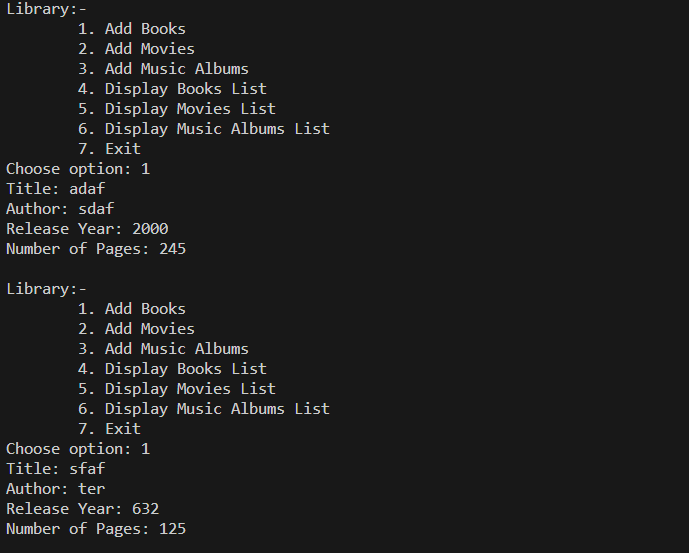 Library:-
1. Add Books
2. Add Movies
3. Add Music Albums
4. Display Books List
5. Display Movies List
6. Display Music Albums List
7. Exit
Choose option: 1
Title: adaf
Author: sdaf
Release Year: 2000
Number of Pages: 245
Library:-
1. Add Books
2. Add Movies
3. Add Music Albums
4. Display Books List
5. Display Movies List
6. Display Music Albums List
7. Exit
Choose option: 1
Title: sfaf
Author: ter
Release Year: 632
Number of Pages: 125